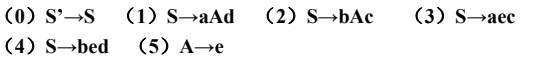 （0）S’→S （1）S→aAd （2）S→bAc （3）S→aec
（4）S→bed （5）A→e